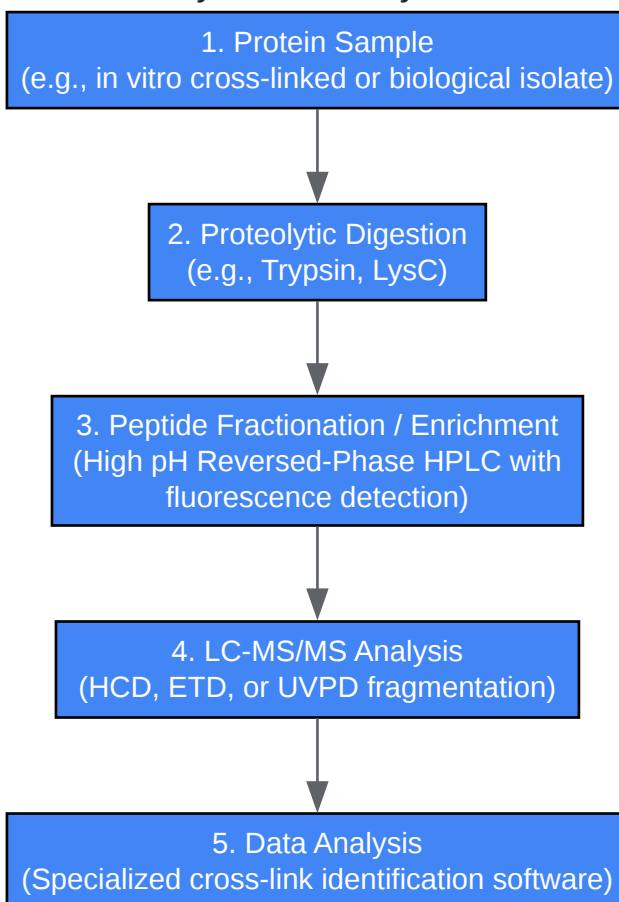 1. Protein Sample
(e.g., in vitro cross-linked or biological isolate)
2. Proteolytic Digestion
(e.g., Trypsin, LysC)
3. Peptide Fractionation / Enrichment
(High pH Reversed-Phase HPLC with
fluorescence detection)
4. LC-MS/MS Analysis
(HCD, ETD, or UVPD fragmentation)
5. Data Analysis
(Specialized cross-link identification software)